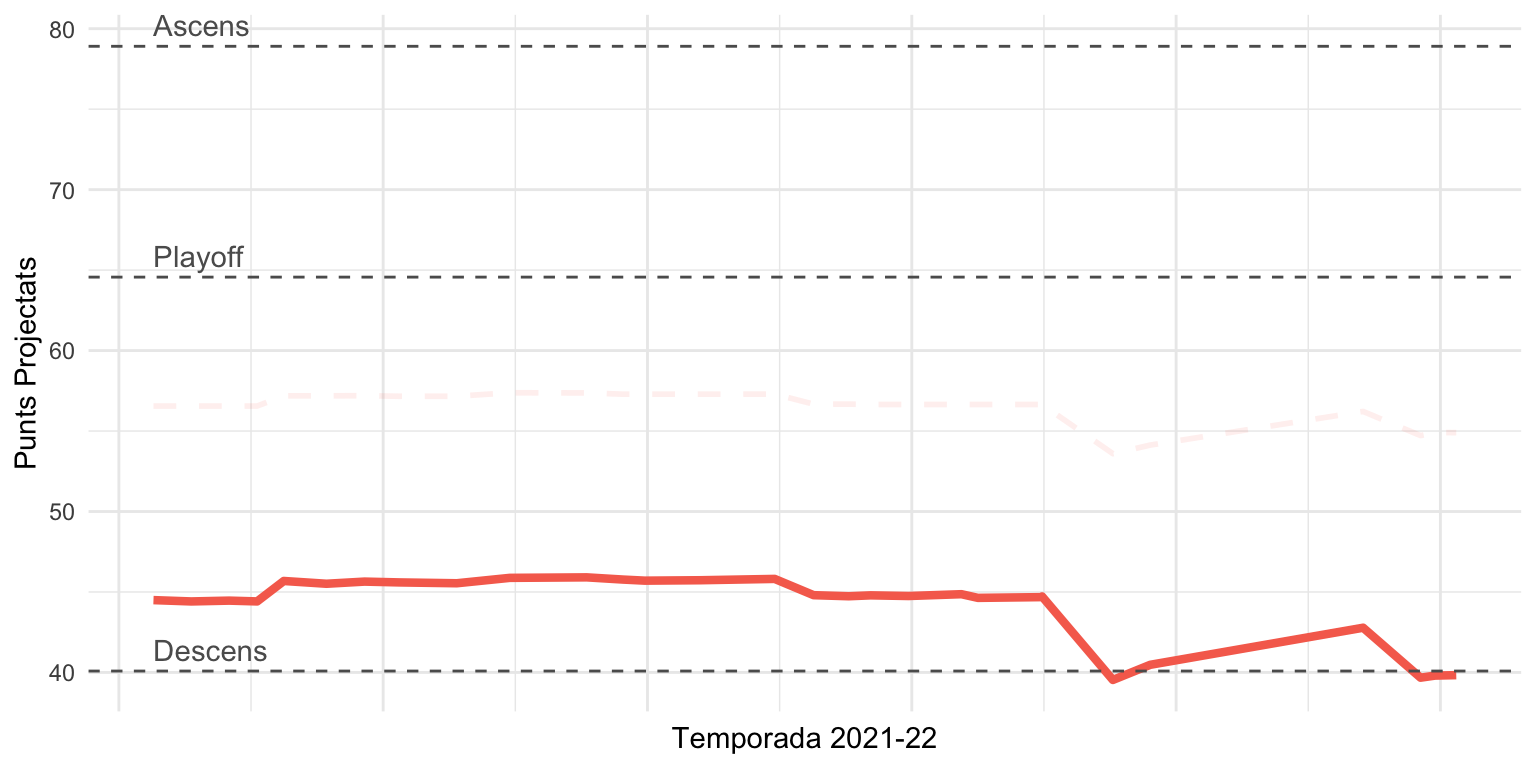 80
Ascens
70
Playoff
60
50
Descens
40
Punts Projectats
Temporada 2021-22